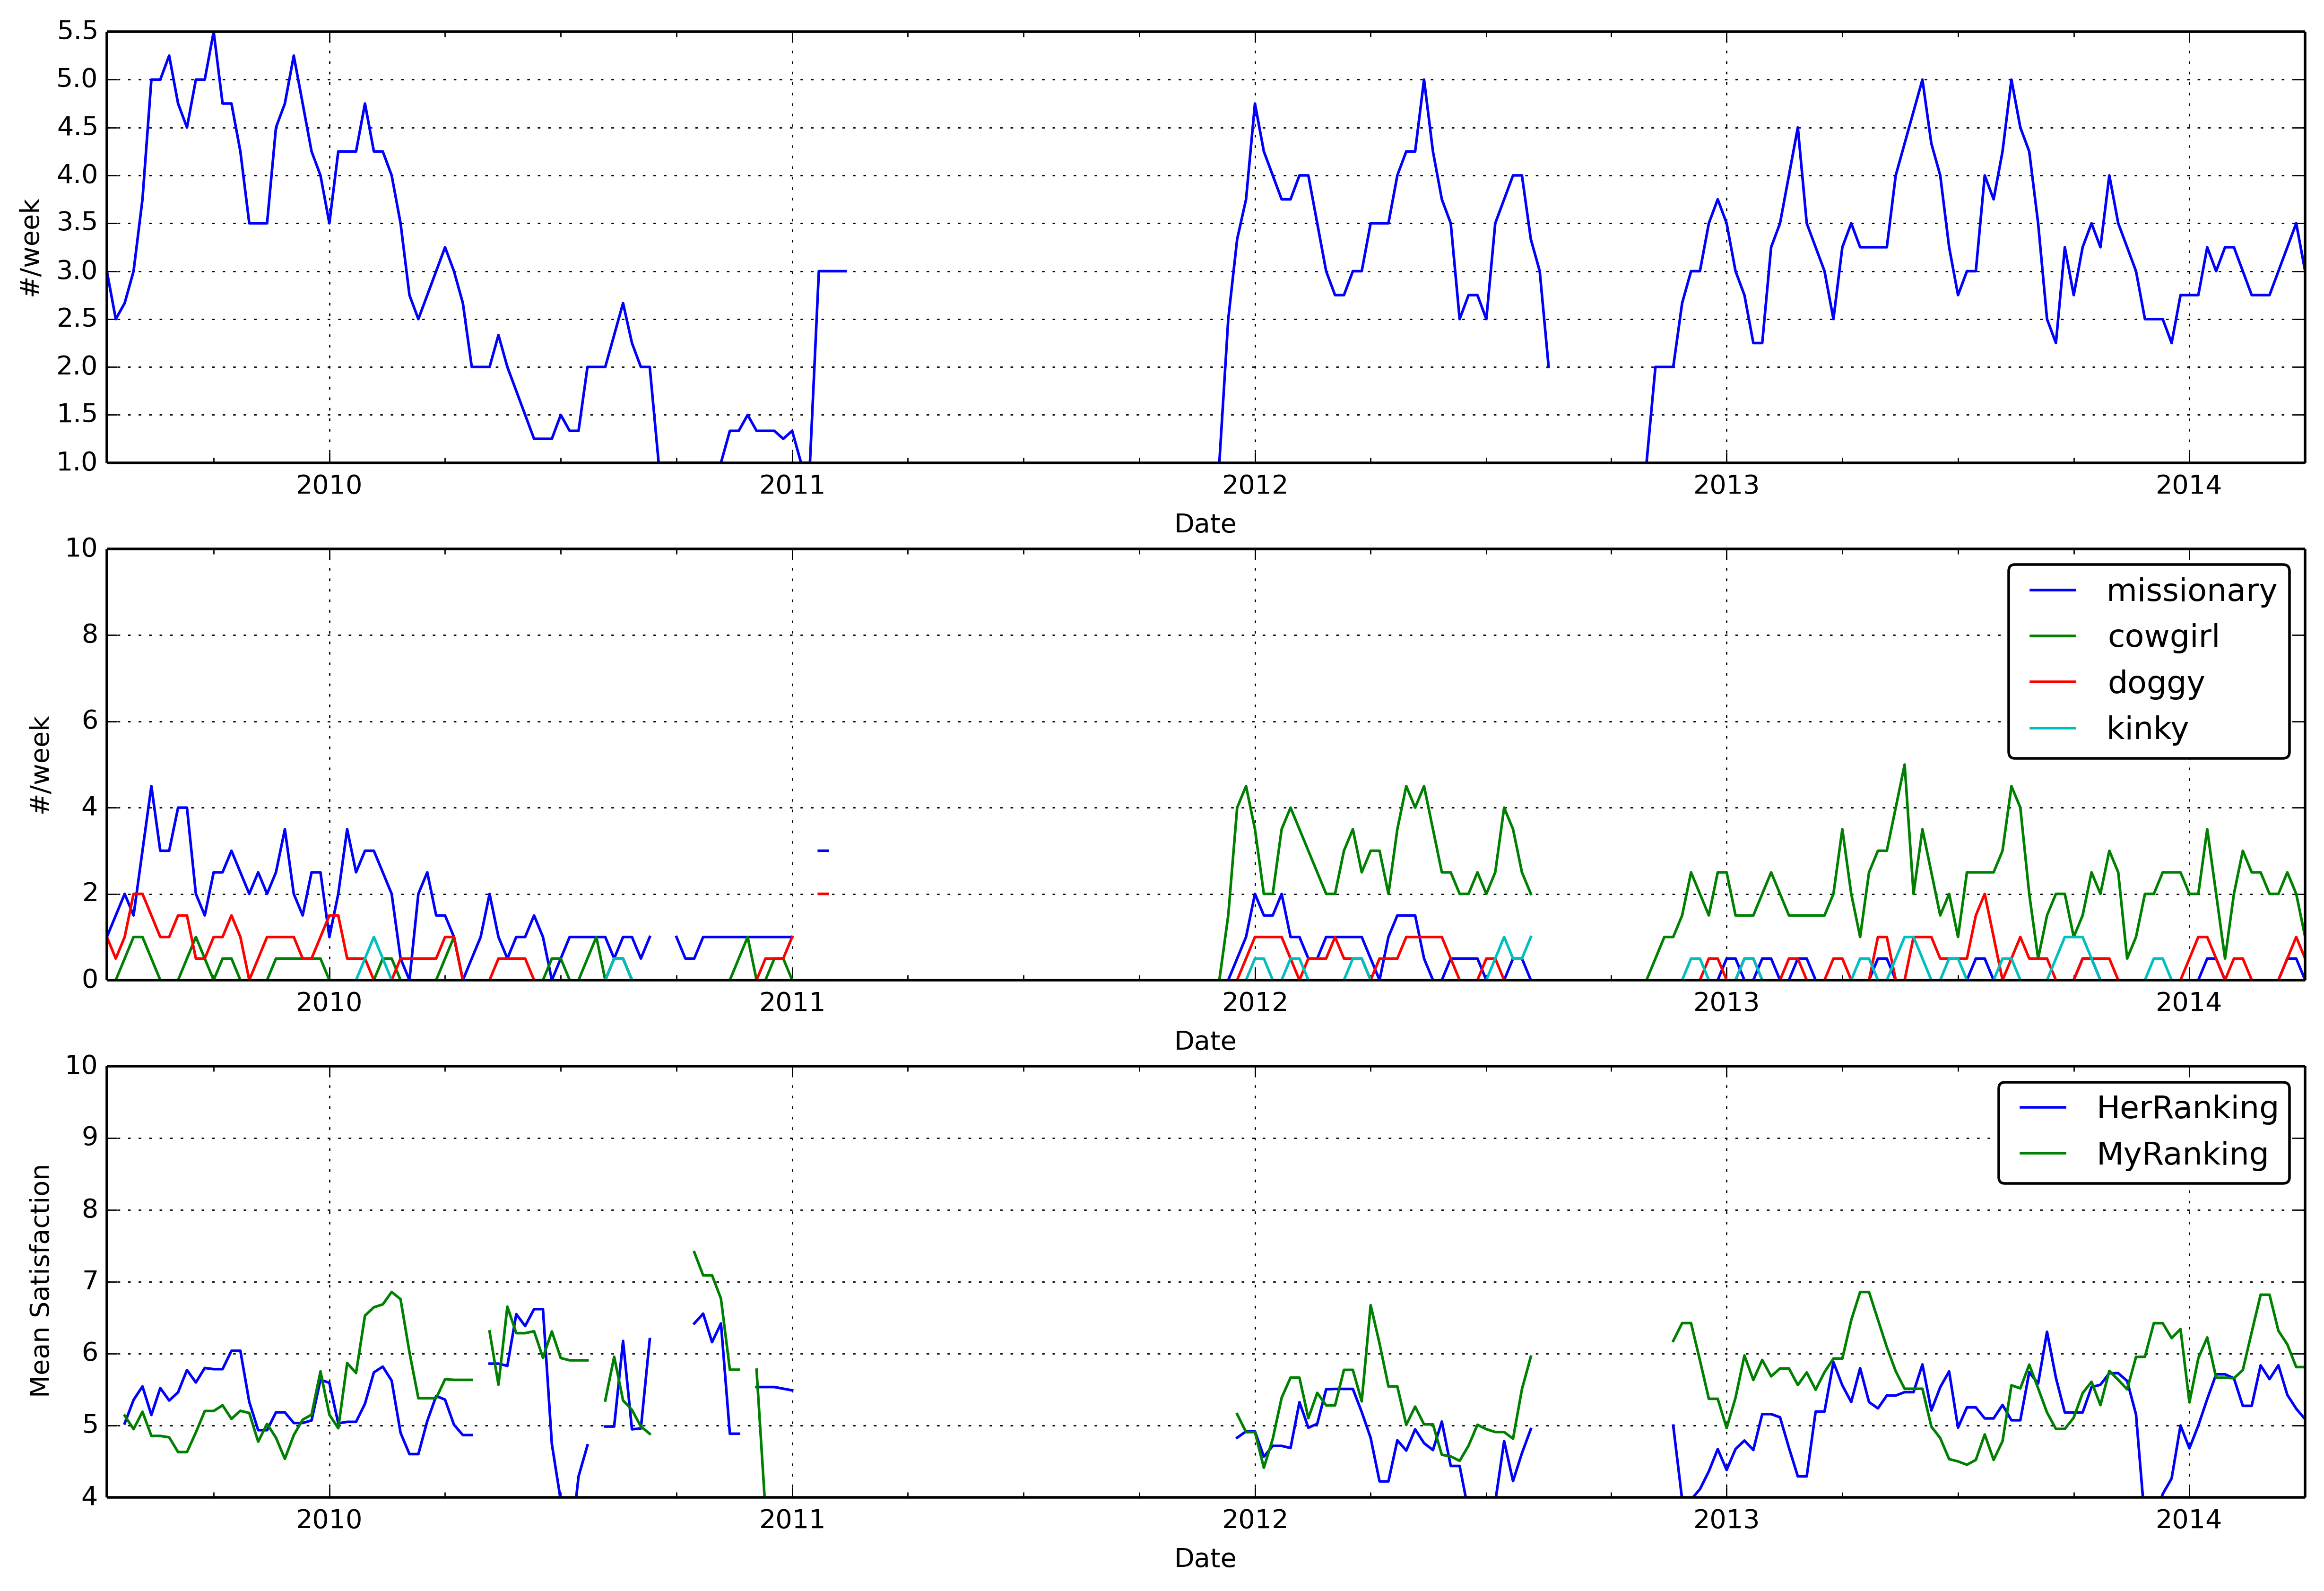 5.5
5.0
4.5
4.0
3.5
3.0
2.5
2.0
1.5
1.0
#/week
2010 2011 2012 2013 2014
Date
10
8
6
4
2
0
#/week
missionary
cowgirl
doggy
kinky
2010 2011 2012 2013 2014
Date
10
9
8
7
6
5
4
Mean Satisfaction
HerRanking
MyRanking
2010 2011 2012 2013 2014
Date